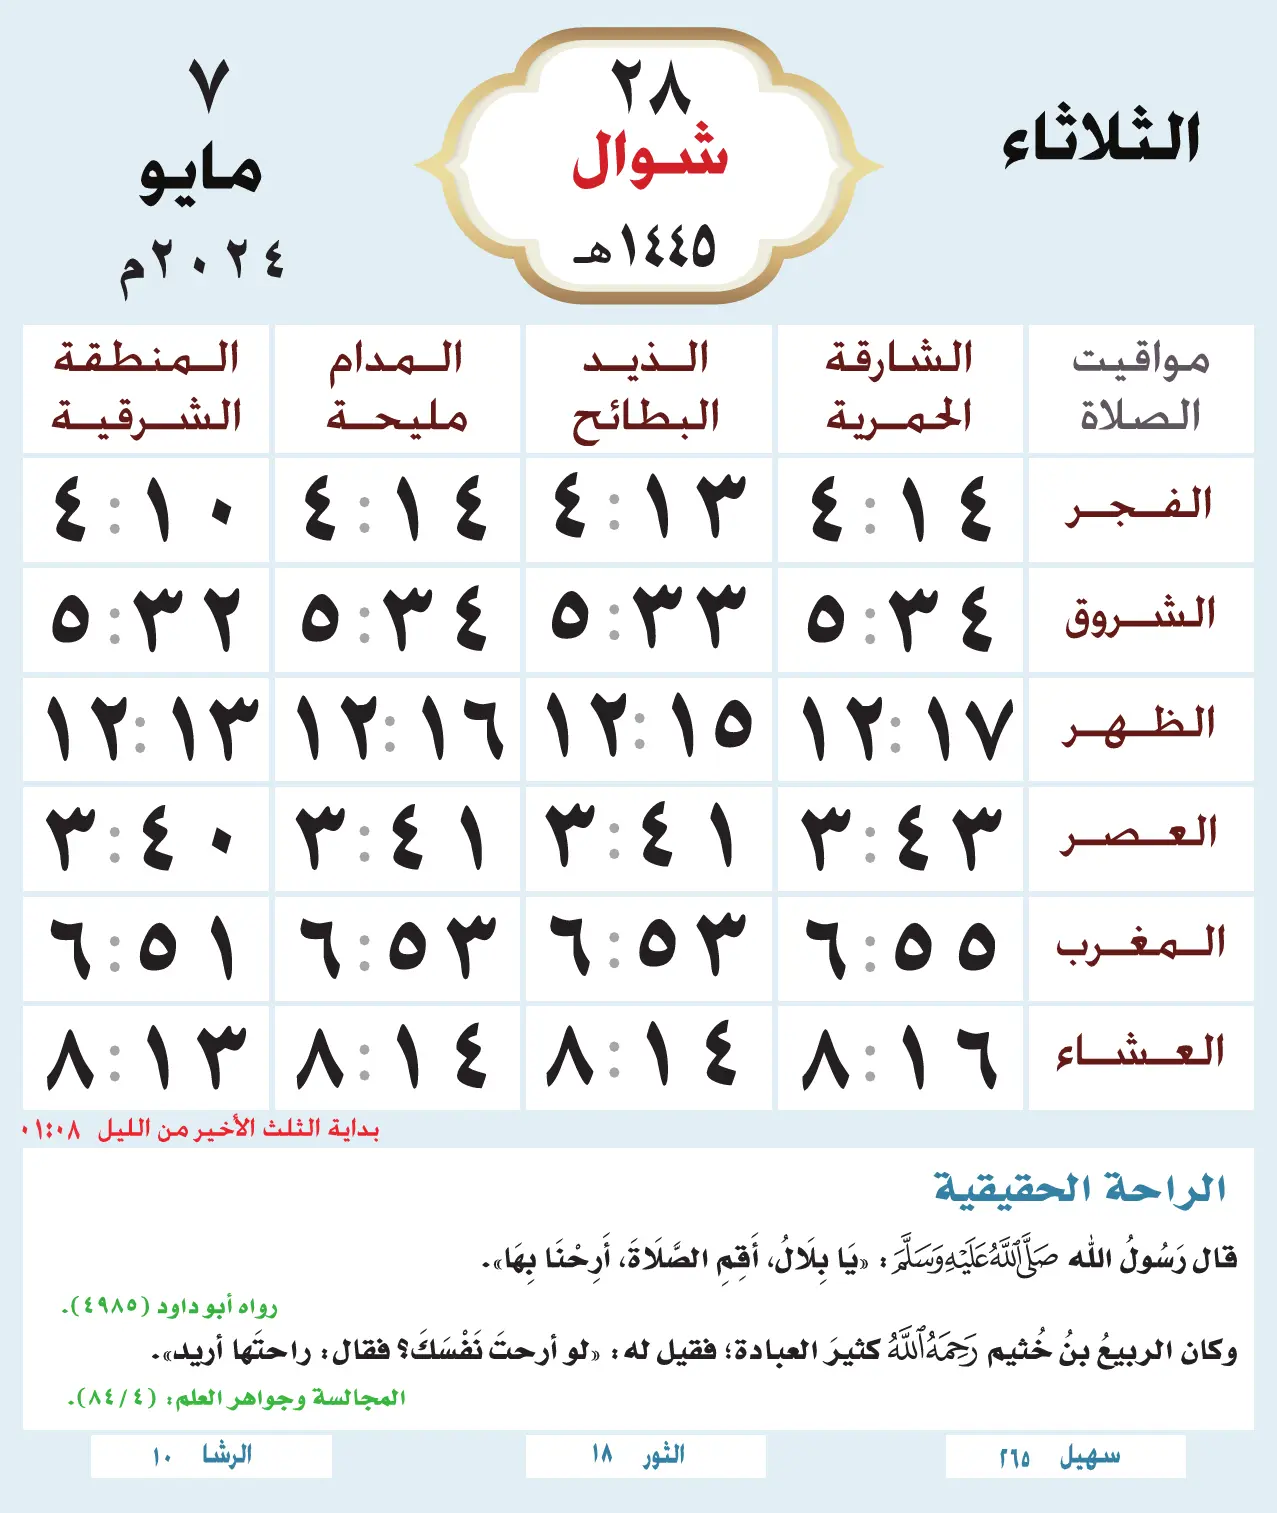 الثلاثاء
٢٨
شوال
١٤٤٥هـ
٧
مايو
٢٠٢٤م
مواقيت الصلاة
الشارقة الحمرية
الذيد البطائح
المدام مليحة
المنطقة الشرقية
الفجر ٤:١٤ ٤:١٣ ٤:١٤ ٤:١٠
الشروق ٥:٣٤ ٥:٣٣ ٥:٣٤ ٥:٣٢
الظهر ١٢:١٧ ١٢:١٥ ١٢:١٦ ١٢:١٣
العصر ٣:٤٣ ٣:٤١ ٣:٤١ ٣:٤٠
المغرب ٦:٥٥ ٦:٥٣ ٦:٥٣ ٦:٥١
العشاء ٨:١٦ ٨:١٤ ٨:١٤ ٨:١٣
بداية الثلث الأخير من الليل ٠١:٠٨
الراحة الحقيقية
قال رَسُولُ الله صَلَّى اللَّهُ عَلَيْهِ وَسَلَّمَ: «يَا بِلَالُ، أَقِمِ الصَّلَاةَ، أَرِحْنَا بِهَا».
رواه أبو داود (٤٩٨٥).
وكان الربيعُ بنُ خُثيم رَحِمَهُ اللَّهُ كثيرَ العبادة؛ فقيل له: «لو أرحتَ نَفْسَكَ؟ فقال: راحتَها أريد».
المجالسة وجواهر العلم: (٨٤/٤).
سهيل ٢٦٥
الثور ١٨
الرشا ١٠